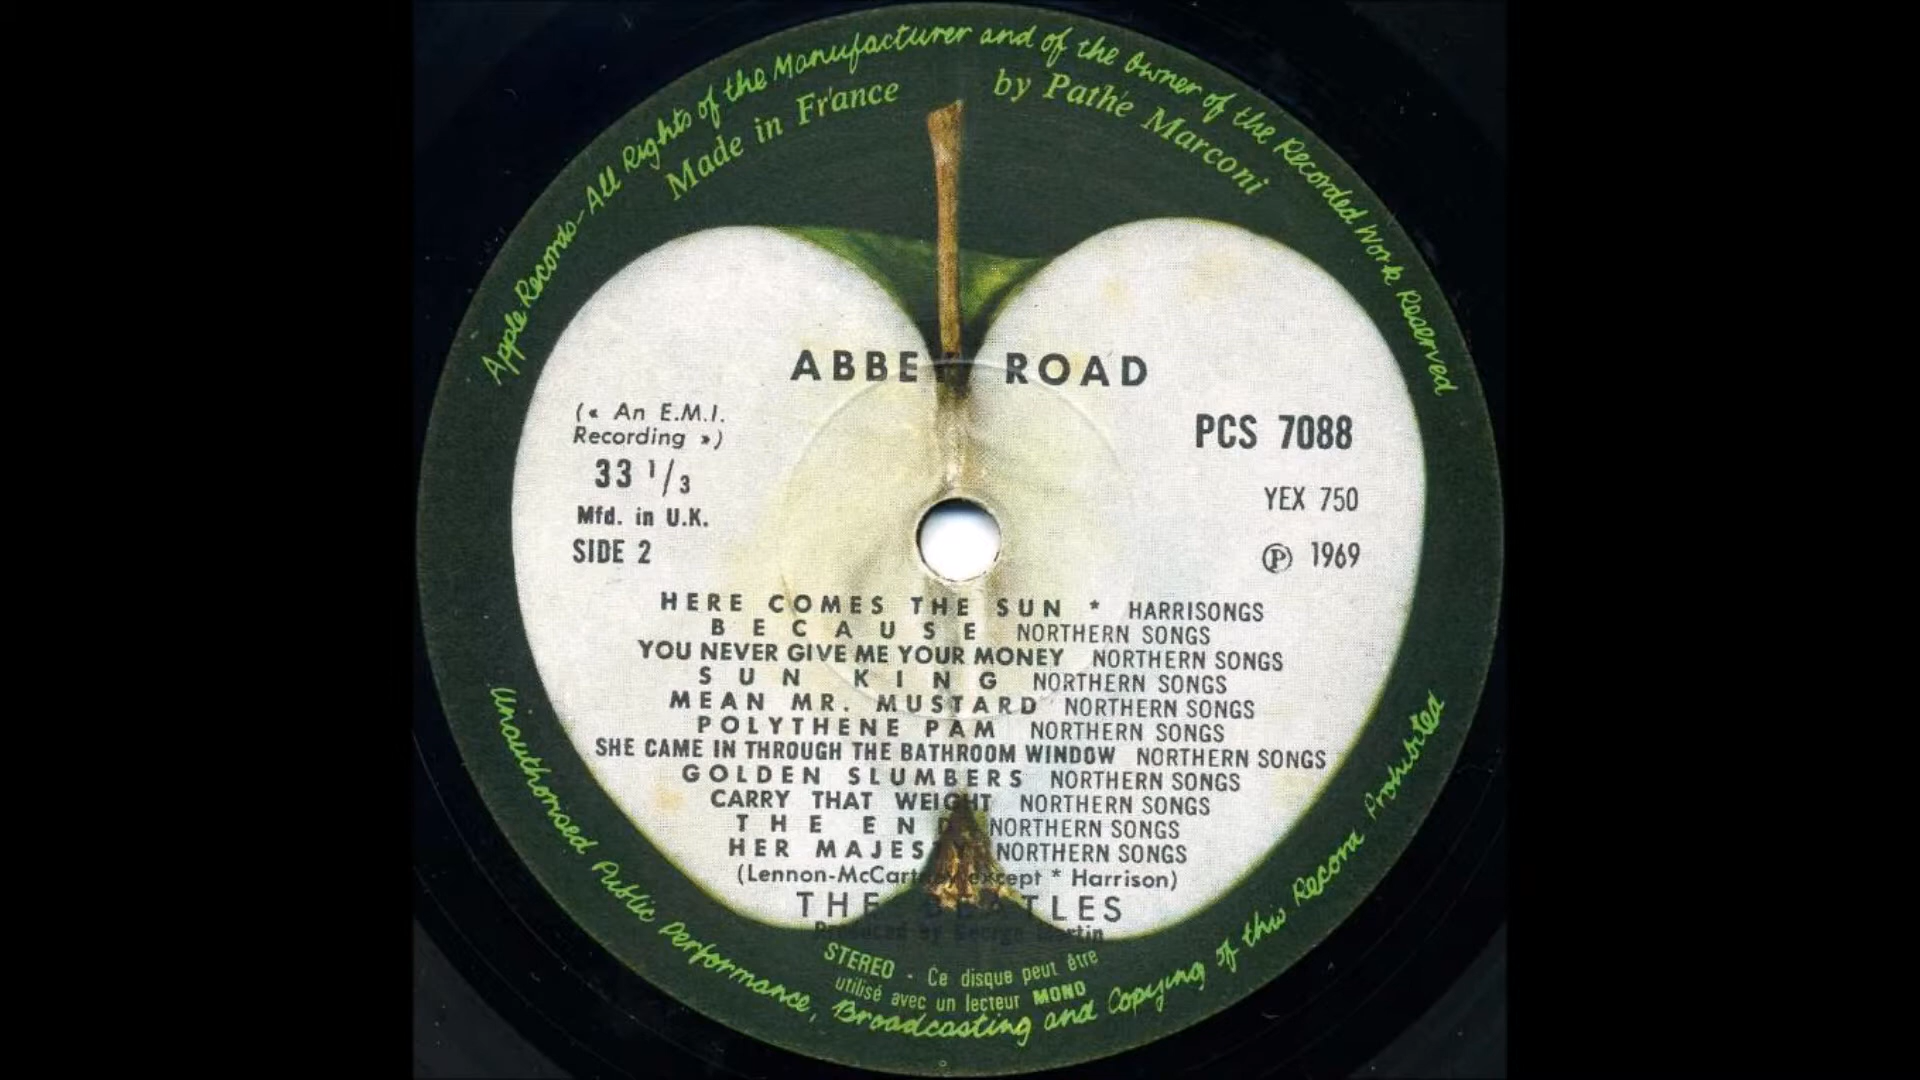 Apple Records-All Rights of the Manufacturer and of the Owner of the Recorded Work Reserved
Made in France by Pathé Marconi
ABBEY ROAD
(« An E.M.I.
Recording »)
33 1/3
Mfd. in U.K.
SIDE 2
PCS 7088
YEX 750
Ⓟ 1969
HERE COMES THE SUN * HARRISONGS
BECAUSE NORTHERN SONGS
YOU NEVER GIVE ME YOUR MONEY NORTHERN SONGS
SUN KING NORTHERN SONGS
MEAN MR. MUSTARD NORTHERN SONGS
POLYTHENE PAM NORTHERN SONGS
SHE CAME IN THROUGH THE BATHROOM WINDOW NORTHERN SONGS
GOLDEN SLUMBERS NORTHERN SONGS
CARRY THAT WEIGHT NORTHERN SONGS
THE END NORTHERN SONGS
HER MAJESTY NORTHERN SONGS
(Lennon-McCartney except * Harrison)
THE BEATLES
Produced by George Martin
STEREO - Ce disque peut être
utilisé avec un lecteur MONO
Unauthorised Public Performance, Broadcasting and Copying of this Record Prohibited